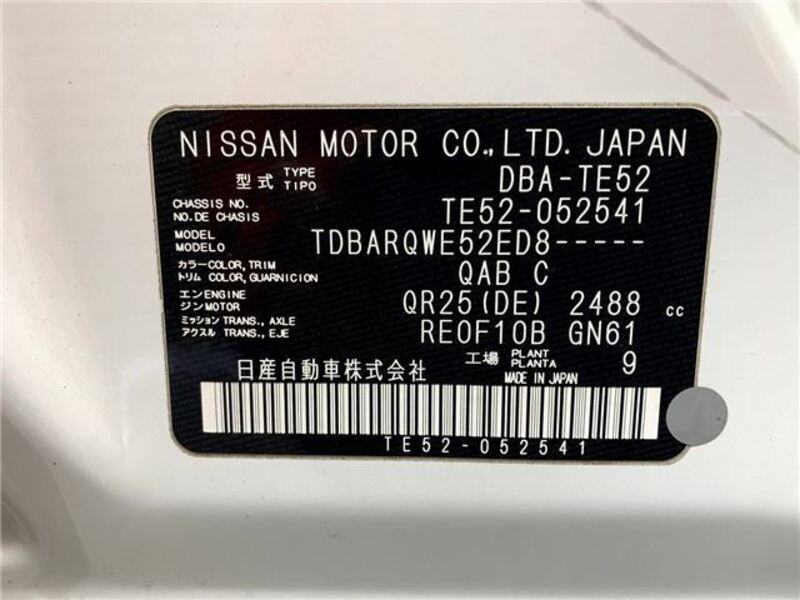 NISSAN MOTOR CO.,LTD. JAPAN
型式 TYPE TIPO DBA-TE52
CHASSIS NO.
NO.DE CHASIS TE52-052541
MODEL
MODELO TDBARQWE52ED8-----
カラー COLOR, TRIM
トリム COLOR, GUARNICION QAB C
エンジン ENGINE MOTOR QR25(DE) 2488 cc
ミッション TRANS., AXLE
アクスル TRANS., EJE RE0F10B GN61
工場 PLANT PLANTA 9
日産自動車株式会社 MADE IN JAPAN
TE52-052541